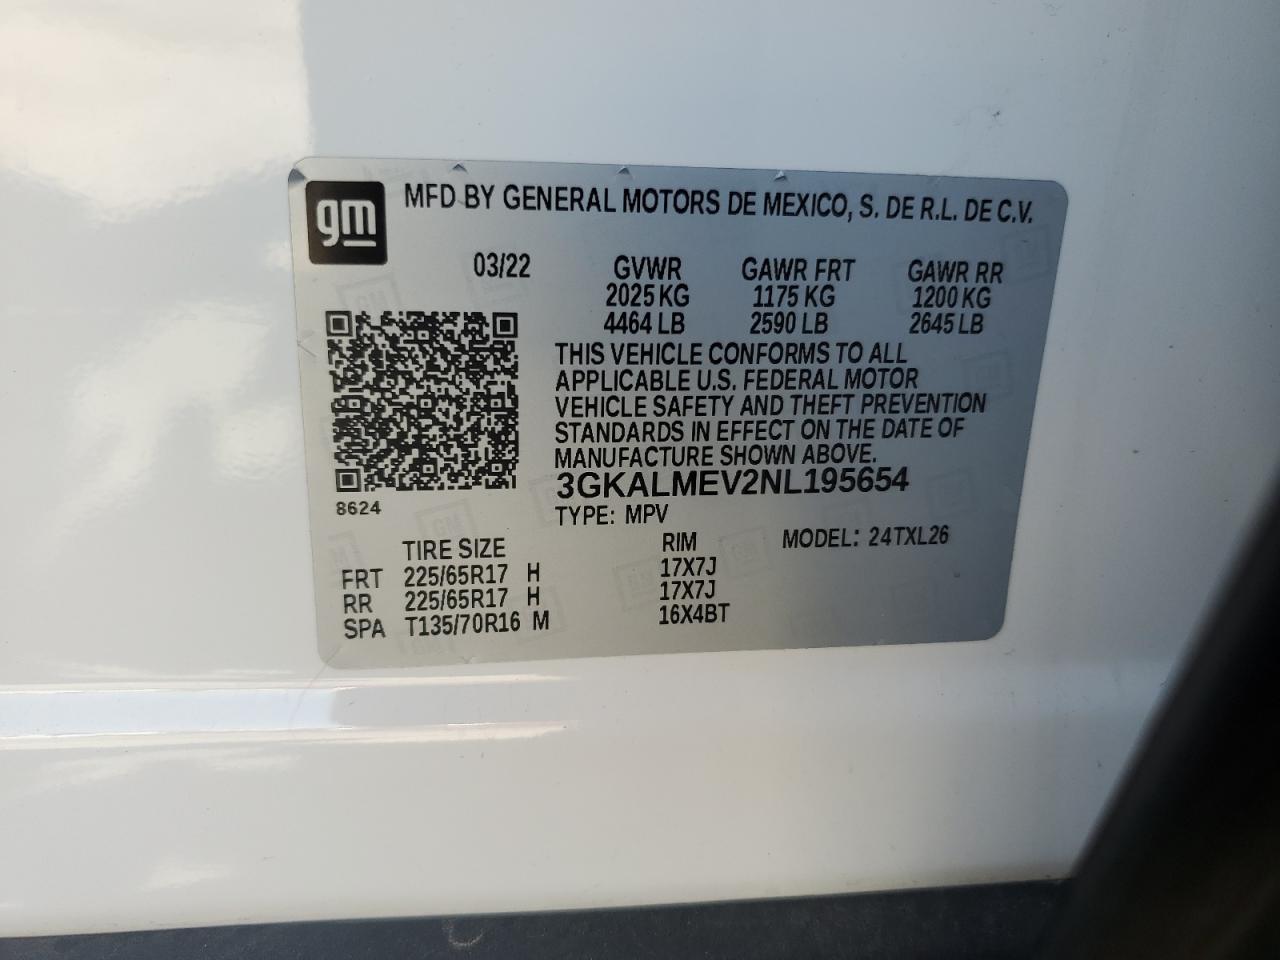 gm
MFD BY GENERAL MOTORS DE MEXICO, S. DE R.L. DE C.V.
03/22 GVWR GAWR FRT GAWR RR
2025 KG 1175 KG 1200 KG
4464 LB 2590 LB 2645 LB
THIS VEHICLE CONFORMS TO ALL
APPLICABLE U.S. FEDERAL MOTOR
VEHICLE SAFETY AND THEFT PREVENTION
STANDARDS IN EFFECT ON THE DATE OF
MANUFACTURE SHOWN ABOVE.
3GKALMEV2NL195654
8624
TYPE: MPV
TIRE SIZE RIM MODEL: 24TXL26
FRT 225/65R17 H 17X7J
RR 225/65R17 H 17X7J
SPA T135/70R16 M 16X4BT